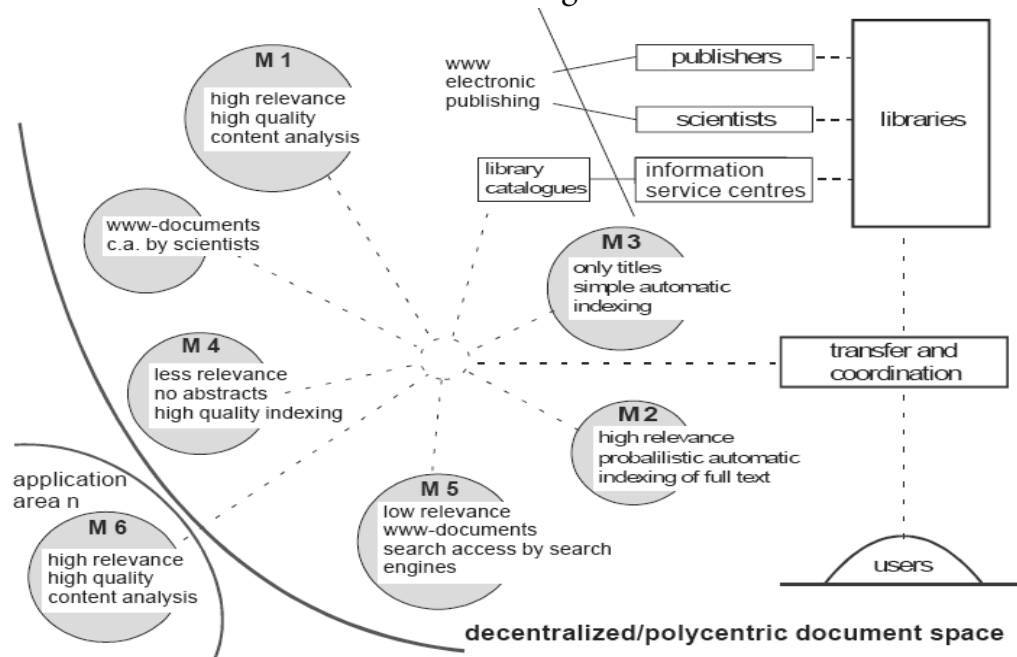 M 1
high relevance
high quality
content analysis
www
electronic
publishing
publishers
scientists
libraries
library
catalogues
information
service centres
www-documents
c.a. by scientists
M 3
only titles
simple automatic
indexing
M 4
less relevance
no abstracts
high quality indexing
transfer and
coordination
M 2
high relevance
probalilistic automatic
indexing of full text
application
area n
M 5
low relevance
www-documents
search access by search
engines
M 6
high relevance
high quality
content analysis
users
decentralized/polycentric document space